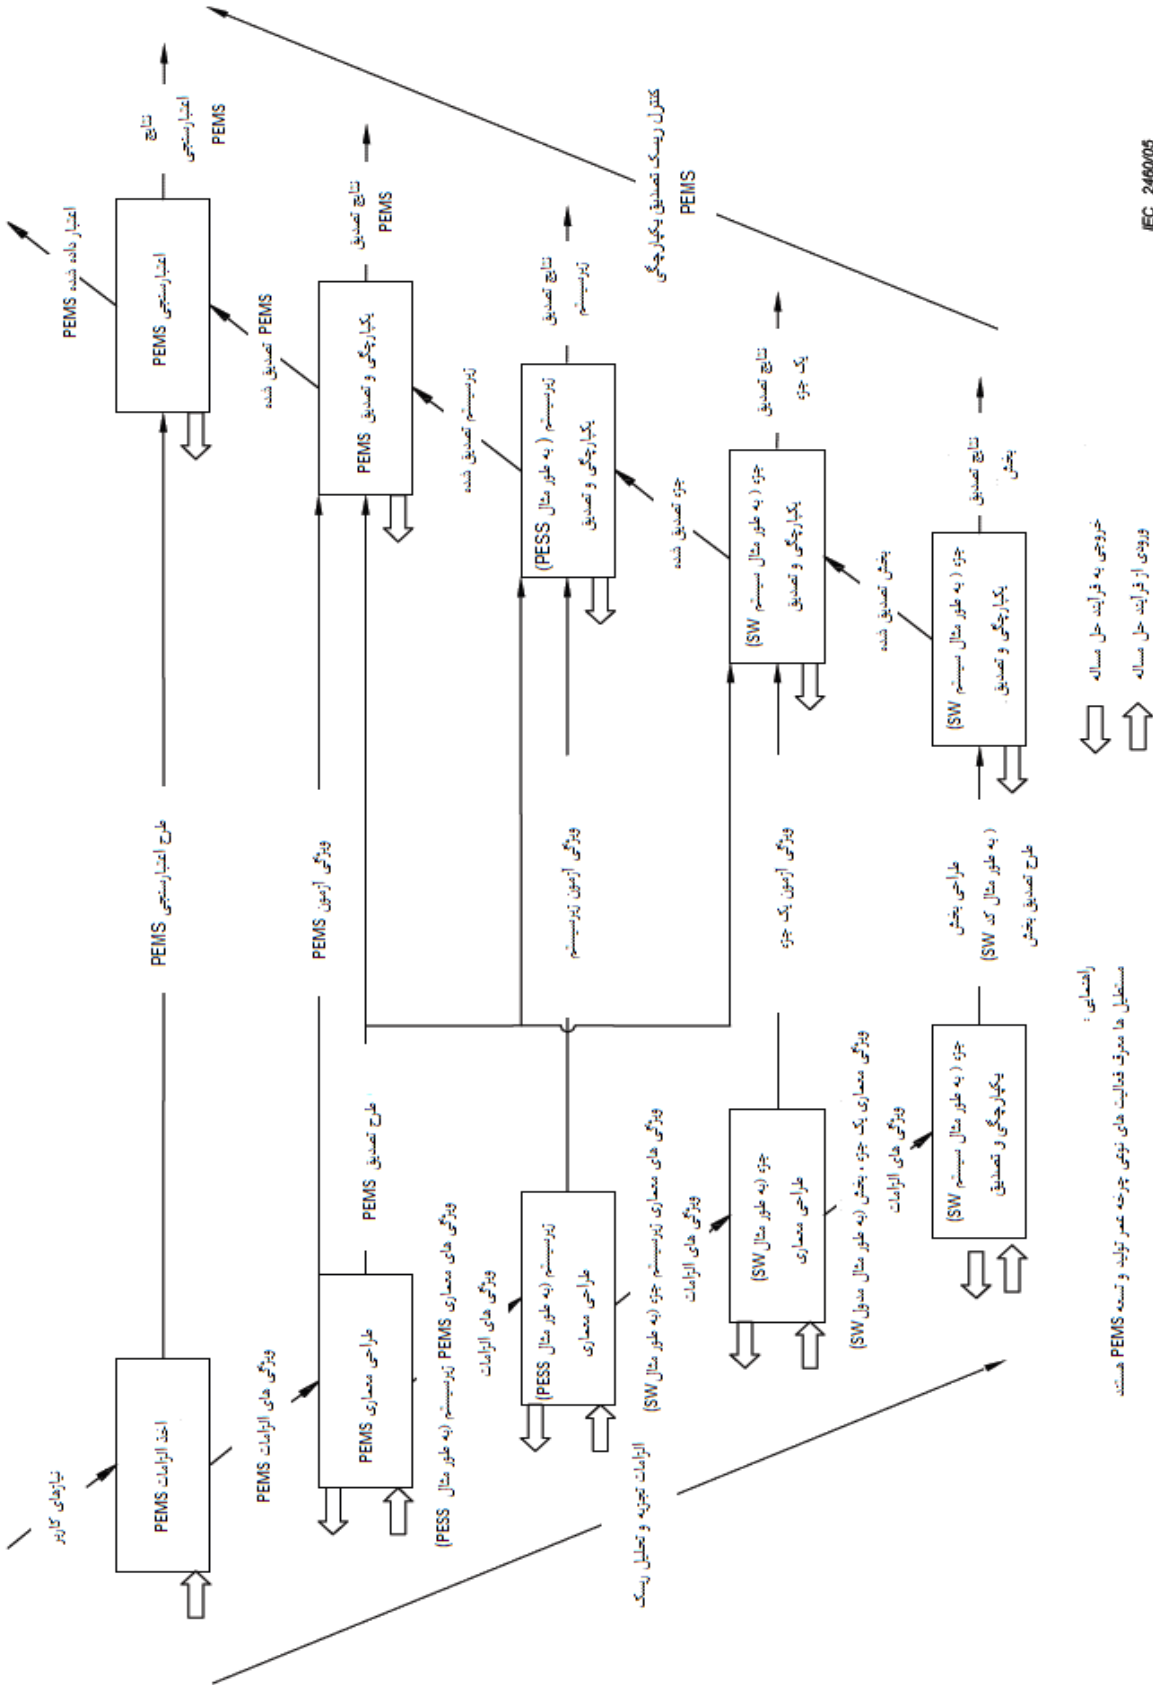 نیازهای کاربر
اخذ الزامات PEMS
ویژگی های الزامات PEMS
طرح اعتبارسنجی PEMS
اعتبارسنجی PEMS
اعتبار داده شده PEMS
نتایج
اعتبارسنجی
PEMS
طراحی معماری PEMS
طرح تصدیق PEMS
ویژگی آزمون PEMS
یکپارچگی و تصدیق PEMS
PEMS
تصدیق شده
نتایج تصدیق
PEMS
ویژگی های معماری PEMS زیرسیستم (به طور مثال PESS)
ویژگی های الزامات
زیرسیستم (به طور مثال PESS)
طراحی معماری
ویژگی آزمون زیرسیستم
زیرسیستم ( به طور مثال PESS)
یکپارچگی و تصدیق
زیرسیستم تصدیق شده
نتایج تصدیق
زیرسیستم
ویژگی های معماری زیرسیستم جزء (به طور مثال SW)
ویژگی های الزامات
جزء (به طور مثال SW)
طراحی معماری
ویژگی آزمون یک جزء
جزء ( به طور مثال سیستم SW)
یکپارچگی و تصدیق
جزء تصدیق شده
نتایج تصدیق
یک جزء
ویژگی معماری یک جزء ، بخش (به طور مثال مدول SW)
ویژگی های الزامات
جزء ( به طور مثال سیستم SW)
یکپارچگی و تصدیق
طراحی بخش
( به طور مثال کد SW)
طرح تصدیق بخش
جزء ( به طور مثال سیستم SW)
یکپارچگی و تصدیق
بخش تصدیق شده
نتایج تصدیق
بخش
الزامات تجزیه و تحلیل ریسک
کنترل ریسک تصدیق یکپارچگی
PEMS
راهنمایی :
مستطیل ها معرف فعالیت های نوعی چرخه عمر تولید و تسعه PEMS هستند
خروجی به فرآیند حل مساله
ورودی از فرآیند حل مساله
IEC 2460/05